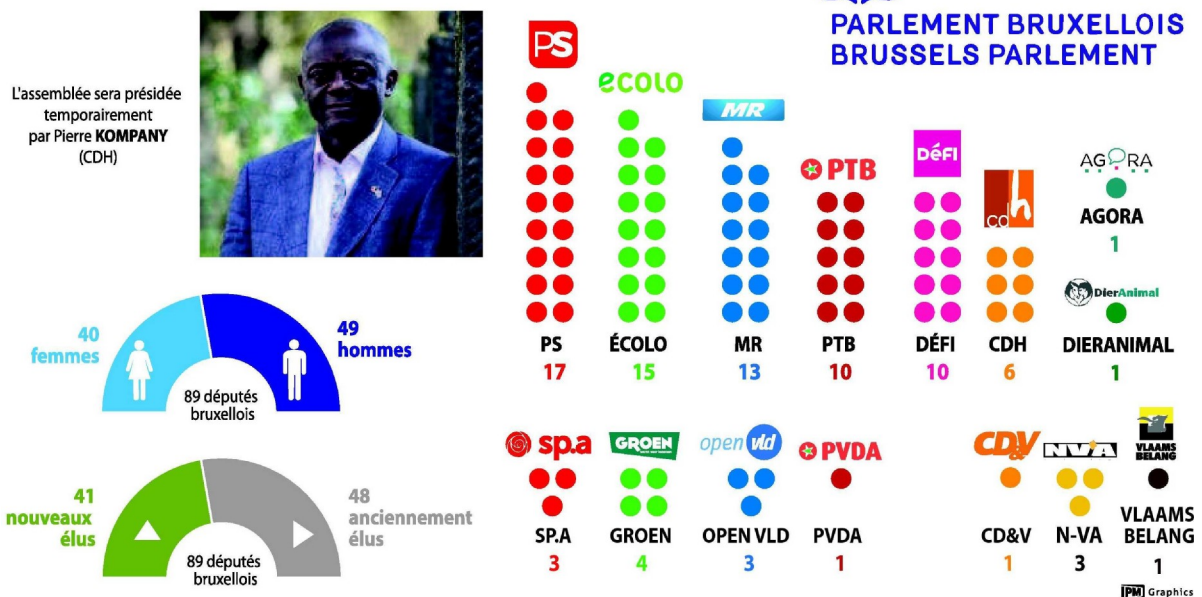 PARLEMENT BRUXELLOIS
BRUSSELS PARLEMENT
L'assemblée sera présidée
temporairement
par Pierre KOMPANY
(CDH)
40
femmes
49
hommes
89 députés
bruxellois
41
nouveaux
élus
48
anciennement
élus
89 députés
bruxellois
PS
ecolo
MR
PTB
DéFI
cdh
AGORA
PS
17
ÉCOLO
15
MR
13
PTB
10
DÉFI
10
CDH
6
AGORA
1
DierAnimal
DIERANIMAL
1
sp.a
GROEN
open vld
PVDA
CD&V
N-VA
VLAAMS
BELANG
SP.A
3
GROEN
4
OPEN VLD
3
PVDA
1
CD&V
1
N-VA
3
VLAAMS
BELANG
1
IPM Graphics